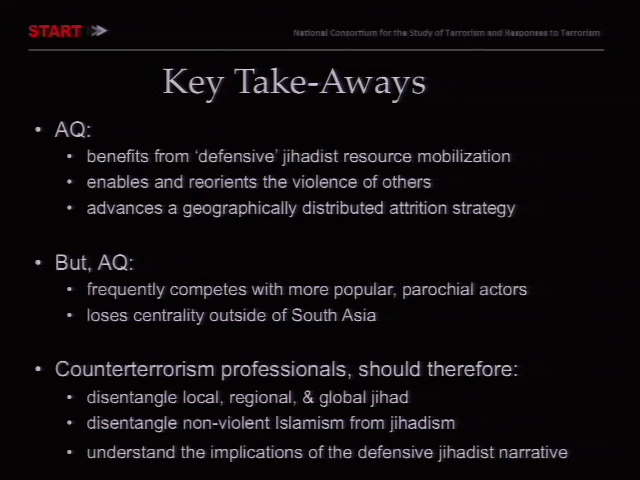 START
National Consortium for the Study of Terrorism and Responses to Terrorism
Key Take-Aways
• AQ:
• benefits from ‘defensive’ jihadist resource mobilization
• enables and reorients the violence of others
• advances a geographically distributed attrition strategy
• But, AQ:
• frequently competes with more popular, parochial actors
• loses centrality outside of South Asia
• Counterterrorism professionals, should therefore:
• disentangle local, regional, & global jihad
• disentangle non-violent Islamism from jihadism
• understand the implications of the defensive jihadist narrative